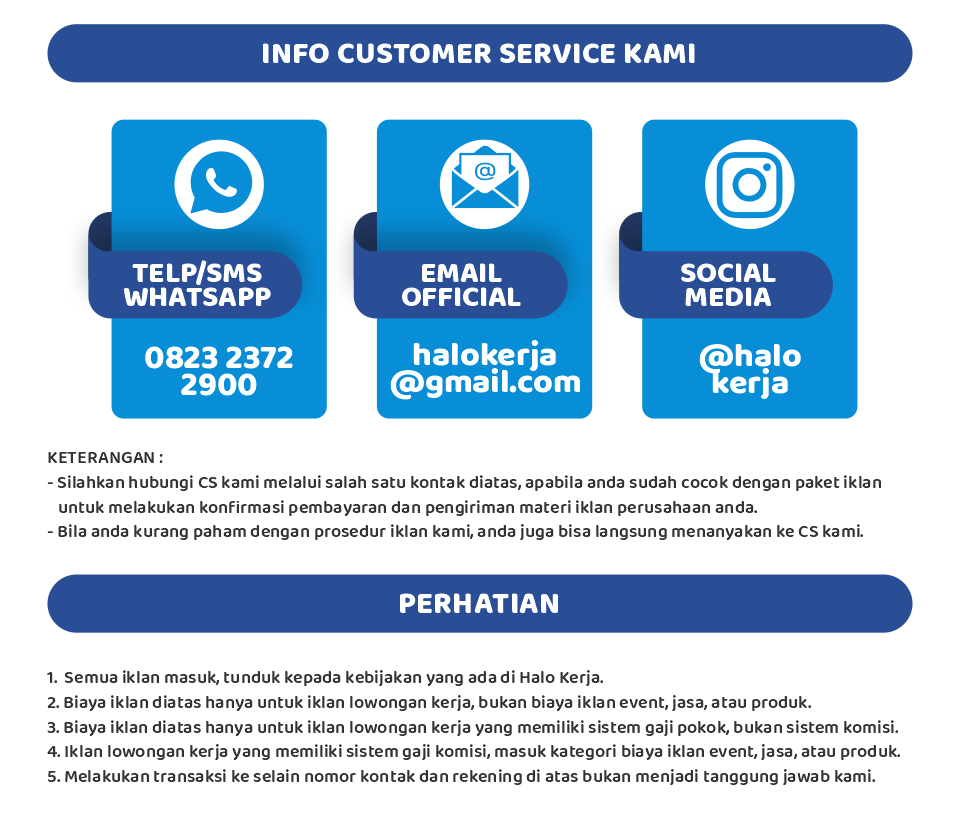 INFO CUSTOMER SERVICE KAMI
@
TELP/SMS
WHATSAPP
0823 2372
2900
EMAIL
OFFICIAL
halokerja
@gmail.com
SOCIAL
MEDIA
@halo
kerja
KETERANGAN :
- Silahkan hubungi CS kami melalui salah satu kontak diatas, apabila anda sudah cocok dengan paket iklan
untuk melakukan konfirmasi pembayaran dan pengiriman materi iklan perusahaan anda.
- Bila anda kurang paham dengan prosedur iklan kami, anda juga bisa langsung menanyakan ke CS kami.
PERHATIAN
1. Semua iklan masuk, tunduk kepada kebijakan yang ada di Halo Kerja.
2. Biaya iklan diatas hanya untuk iklan lowongan kerja, bukan biaya iklan event, jasa, atau produk.
3. Biaya iklan diatas hanya untuk iklan lowongan kerja yang memiliki sistem gaji pokok, bukan sistem komisi.
4. Iklan lowongan kerja yang memiliki sistem gaji komisi, masuk kategori biaya iklan event, jasa, atau produk.
5. Melakukan transaksi ke selain nomor kontak dan rekening di atas bukan menjadi tanggung jawab kami.